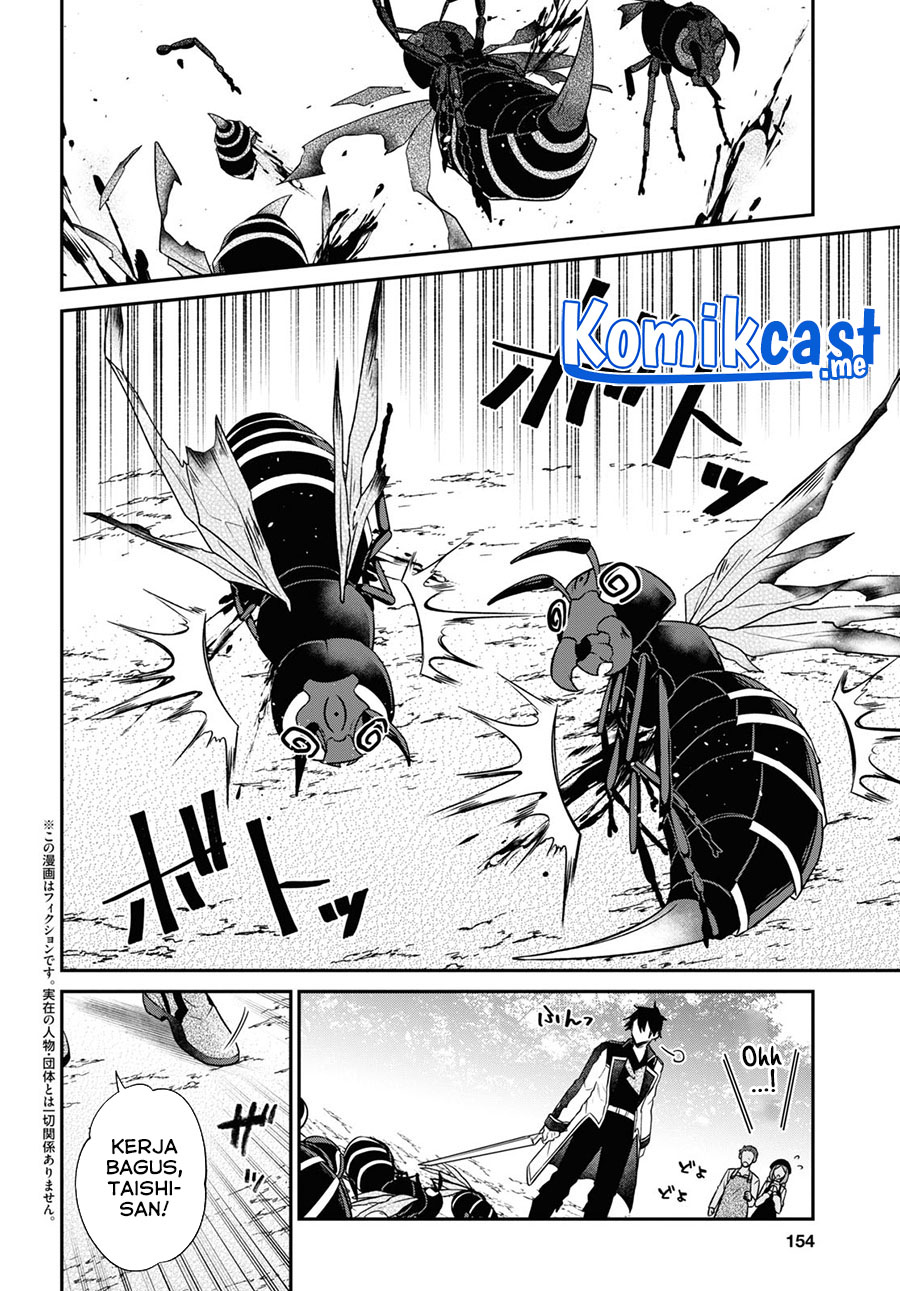 Komikcast
.me
ボトッ
ボトッ
ふんっ
Ohh
...!
どよ
どよ
ザッ
KERJA
BAGUS,
TAISHI-
SAN!
※この漫画はフィクションです。実在の人物・団体とは一切関係ありません。
154